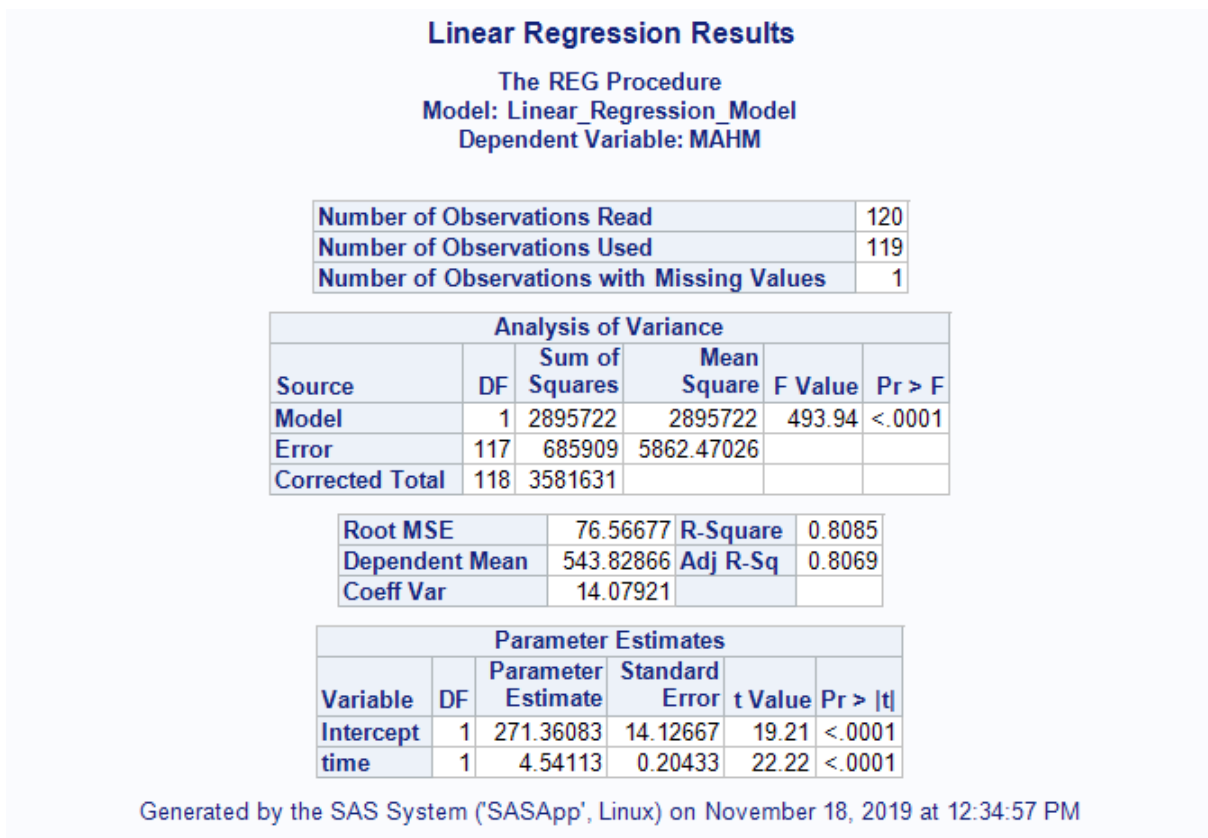 Linear Regression Results
The REG Procedure
Model: Linear_Regression_Model
Dependent Variable: MAHM
Number of Observations Read 120
Number of Observations Used 119
Number of Observations with Missing Values 1
Analysis of Variance
Source DF Sum of Squares Mean Square F Value Pr > F
Model 1 2895722 2895722 493.94 <.0001
Error 117 685909 5862.47026
Corrected Total 118 3581631
Root MSE 76.56677 R-Square 0.8085
Dependent Mean 543.82866 Adj R-Sq 0.8069
Coeff Var 14.07921
Parameter Estimates
Variable DF Parameter Estimate Standard Error t Value Pr > |t|
Intercept 1 271.36083 14.12667 19.21 <.0001
time 1 4.54113 0.20433 22.22 <.0001
Generated by the SAS System ('SASApp', Linux) on November 18, 2019 at 12:34:57 PM